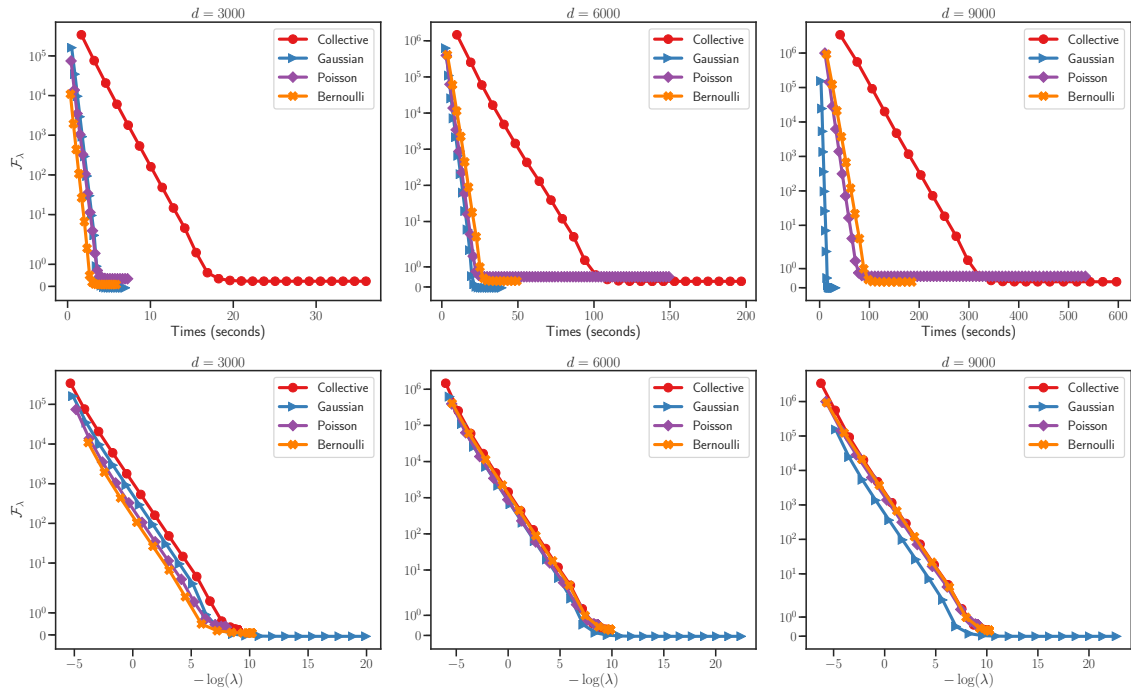 d = 3000
d = 6000
d = 9000
Collective
Gaussian
Poisson
Bernoulli
Collective
Gaussian
Poisson
Bernoulli
Collective
Gaussian
Poisson
Bernoulli
10^5
10^4
10^3
10^2
10^1
10^0
0
10^6
10^5
10^4
10^3
10^2
10^1
10^0
0
10^6
10^5
10^4
10^3
10^2
10^1
10^0
0
ℱ_λ
0 10 20 30
0 50 100 150 200
0 100 200 300 400 500 600
Times (seconds)
Times (seconds)
Times (seconds)
d = 3000
d = 6000
d = 9000
Collective
Gaussian
Poisson
Bernoulli
Collective
Gaussian
Poisson
Bernoulli
Collective
Gaussian
Poisson
Bernoulli
10^5
10^4
10^3
10^2
10^1
10^0
0
10^6
10^5
10^4
10^3
10^2
10^1
10^0
0
10^6
10^5
10^4
10^3
10^2
10^1
10^0
0
ℱ_λ
−5 0 5 10 15 20
−5 0 5 10 15 20
−5 0 5 10 15 20
− log(λ)
− log(λ)
− log(λ)